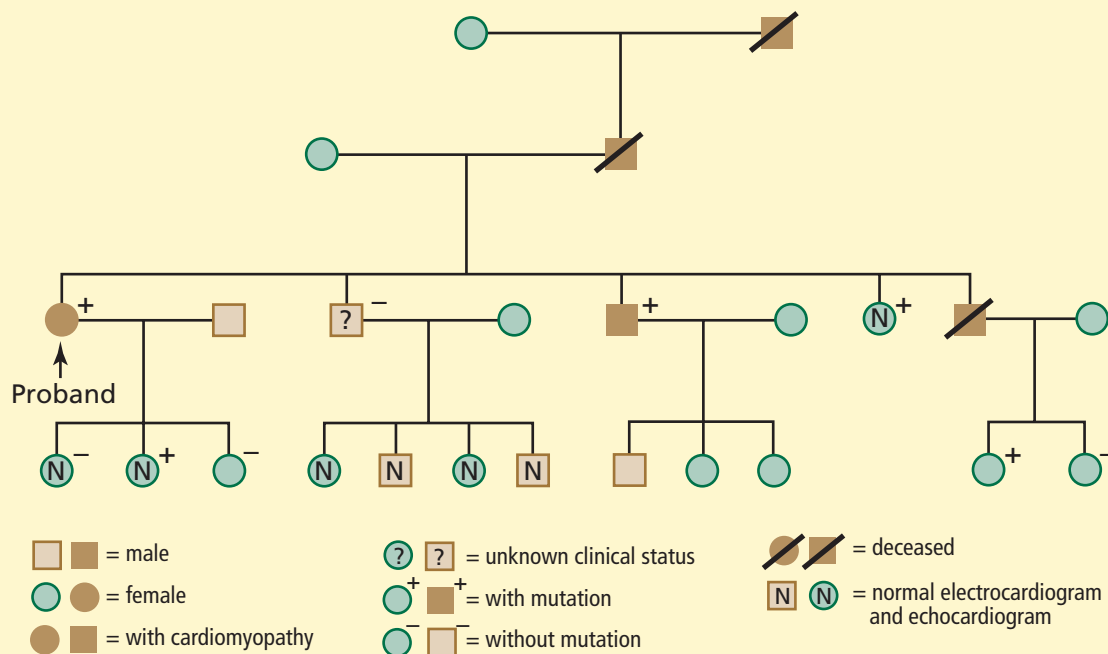 +
?
−
+
N
+
Proband
N
−
N
+
−
N
N
N
N
+
−
= male
= female
= with cardiomyopathy
?
?
= unknown clinical status
+
+
= with mutation
−
−
= without mutation
= deceased
N
N
= normal electrocardiogram
and echocardiogram